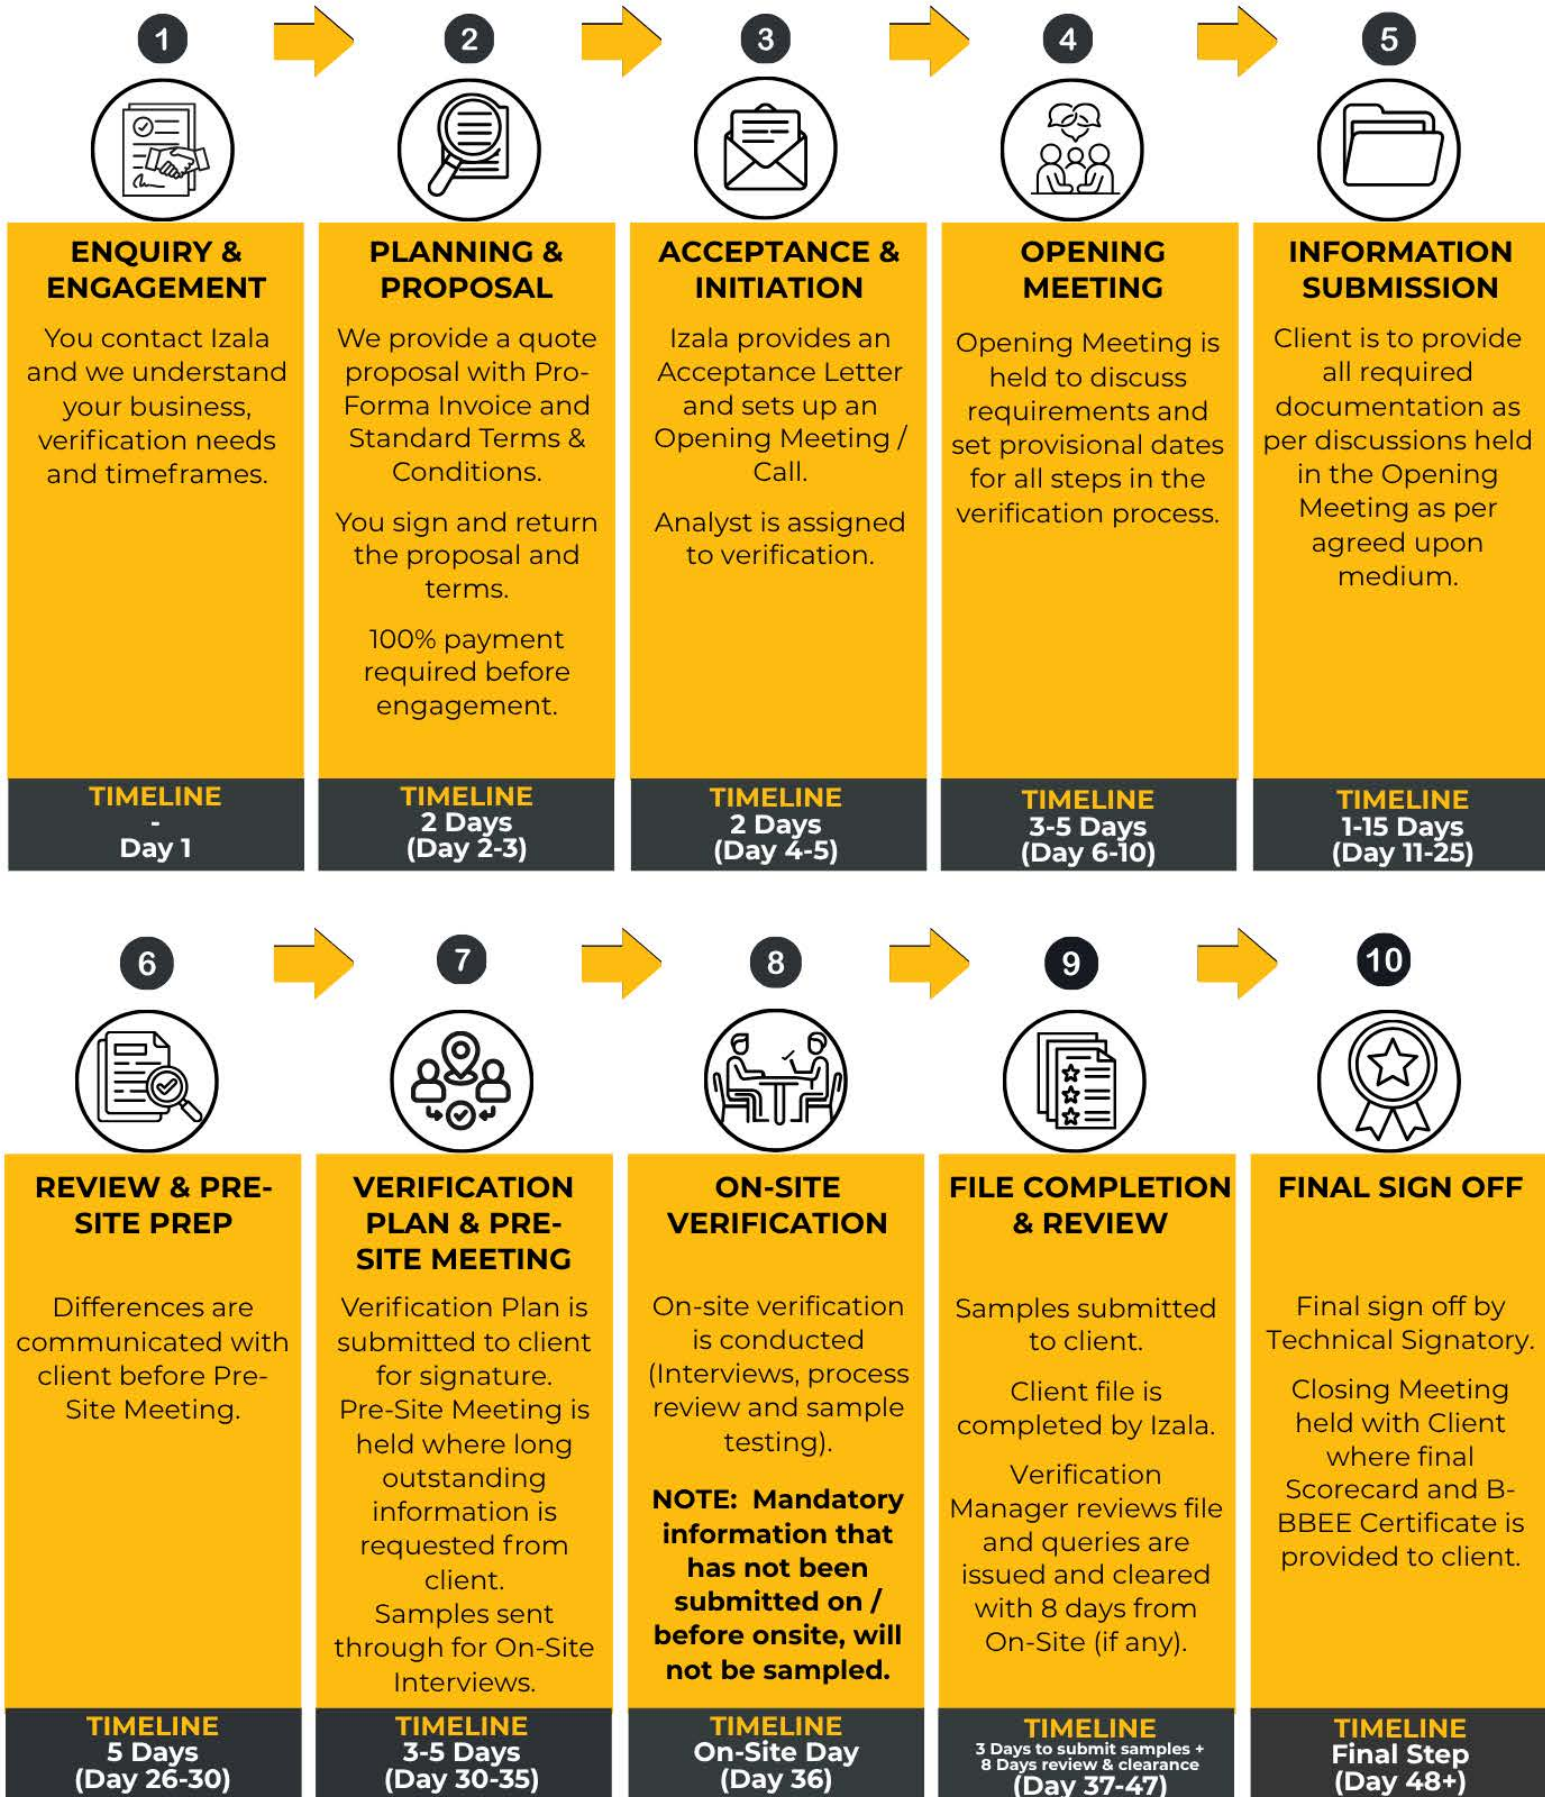 1
2
3
4
5
ENQUIRY &
ENGAGEMENT
You contact Izala
and we understand
your business,
verification needs
and timeframes.
TIMELINE
-
Day 1
PLANNING &
PROPOSAL
We provide a quote
proposal with Pro-
Forma Invoice and
Standard Terms &
Conditions.
You sign and return
the proposal and
terms.
100% payment
required before
engagement.
TIMELINE
2 Days
(Day 2-3)
ACCEPTANCE &
INITIATION
Izala provides an
Acceptance Letter
and sets up an
Opening Meeting /
Call.
Analyst is assigned
to verification.
TIMELINE
2 Days
(Day 4-5)
OPENING
MEETING
Opening Meeting is
held to discuss
requirements and
set provisional dates
for all steps in the
verification process.
TIMELINE
3-5 Days
(Day 6-10)
INFORMATION
SUBMISSION
Client is to provide
all required
documentation as
per discussions held
in the Opening
Meeting as per
agreed upon
medium.
TIMELINE
1-15 Days
(Day 11-25)
6
7
8
9
10
REVIEW & PRE-
SITE PREP
Differences are
communicated with
client before Pre-
Site Meeting.
TIMELINE
5 Days
(Day 26-30)
VERIFICATION
PLAN & PRE-
SITE MEETING
Verification Plan is
submitted to client
for signature.
Pre-Site Meeting is
held where long
outstanding
information is
requested from
client.
Samples sent
through for On-Site
Interviews.
TIMELINE
3-5 Days
(Day 30-35)
ON-SITE
VERIFICATION
On-site verification
is conducted
(Interviews, process
review and sample
testing).
NOTE: Mandatory
information that
has not been
submitted on /
before onsite, will
not be sampled.
TIMELINE
On-Site Day
(Day 36)
FILE COMPLETION
& REVIEW
Samples submitted
to client.
Client file is
completed by Izala.
Verification
Manager reviews file
and queries are
issued and cleared
with 8 days from
On-Site (if any).
TIMELINE
3 Days to submit samples +
8 Days review & clearance
(Day 37-47)
FINAL SIGN OFF
Final sign off by
Technical Signatory.
Closing Meeting
held with Client
where final
Scorecard and B-
BBEE Certificate is
provided to client.
TIMELINE
Final Step
(Day 48+)